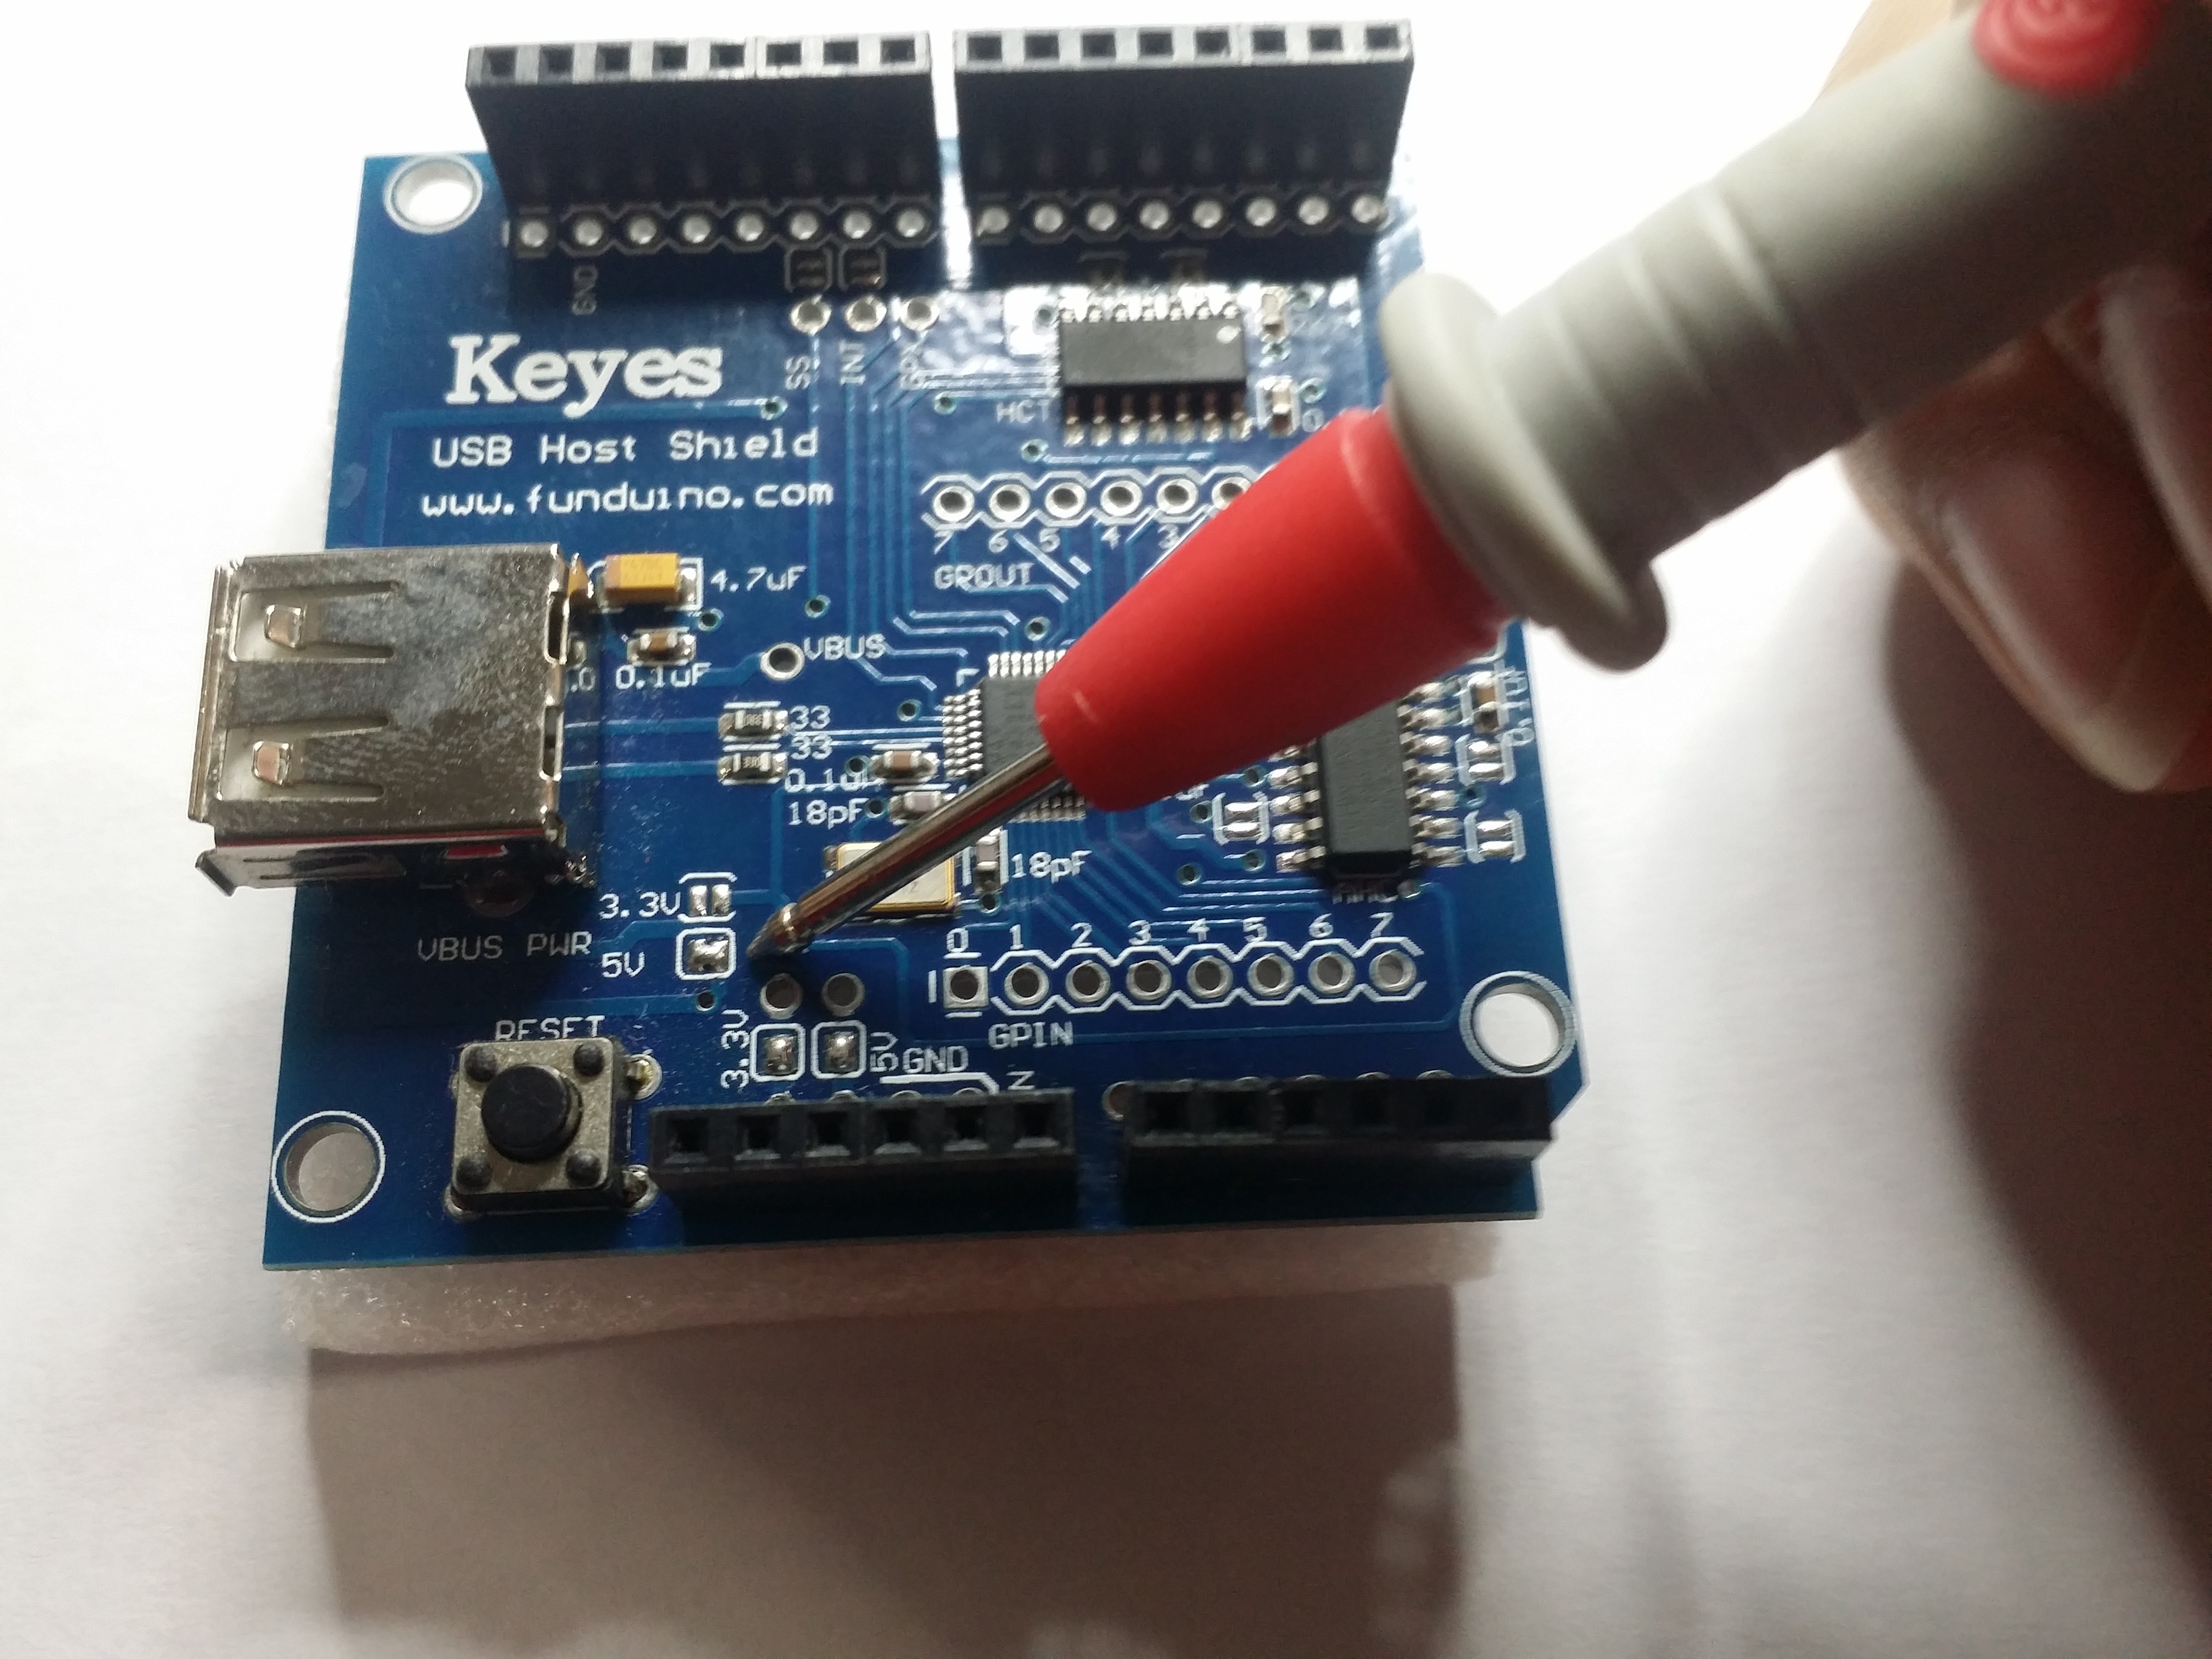 GND
SS
INT
Keyes
HCT
USB Host Shield
www.funduino.com
7 6 5 4 3
GPOUT
4.7uF
VBUS
0.1uF
33
33
18pF
18pF
0.1uF
3.3V
VBUS PWR
5V
0 1 2 3 4 5 6 7
GPIN
RESET
3.3V
5V
GND